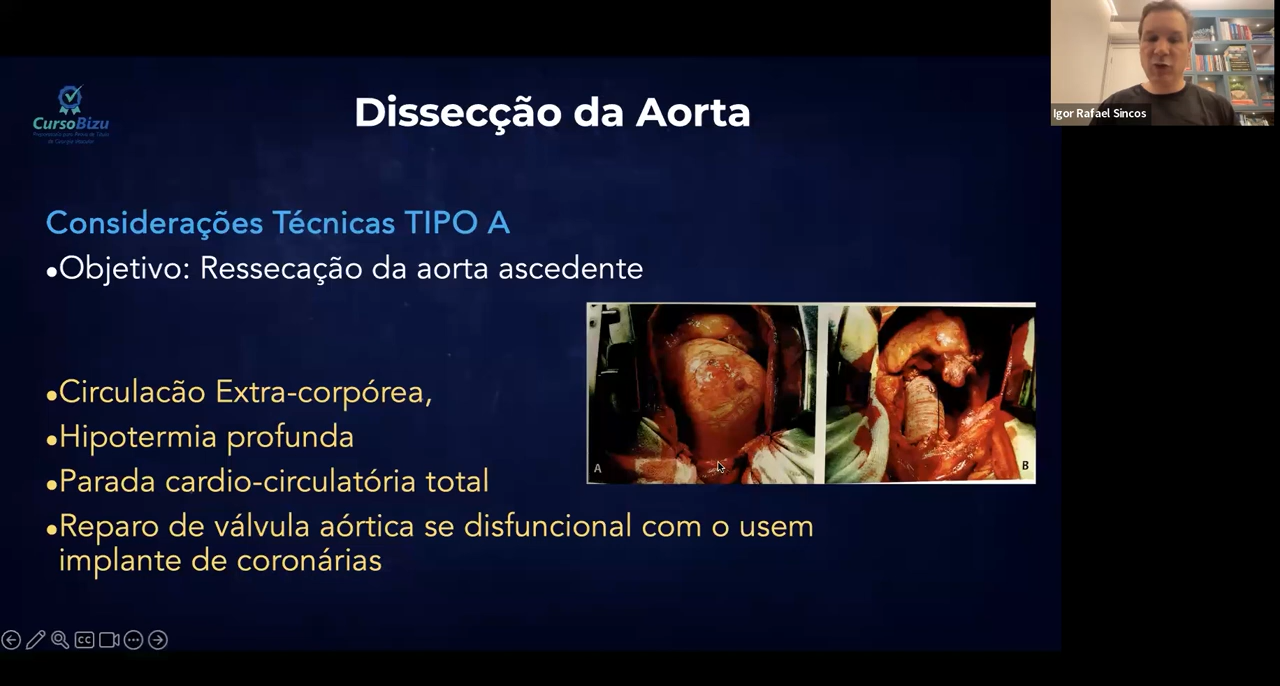 CursoBizu
Dissecção da Aorta
Igor Rafael Sincos
Considerações Técnicas TIPO A
•Objetivo: Ressecação da aorta ascedente
•Circulacão Extra-corpórea,
•Hipotermia profunda
•Parada cardio-circulatória total
•Reparo de válvula aórtica se disfuncional com o usem
implante de coronárias
A
B
CC